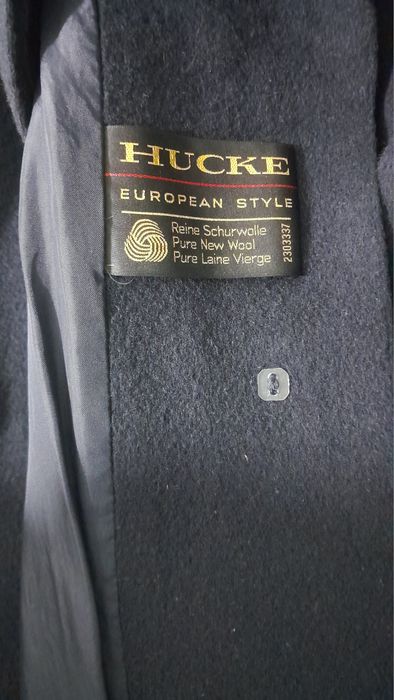 HUCKE
EUROPEAN STYLE
Reine Schurwolle
Pure New Wool
Pure Laine Vierge
2303337